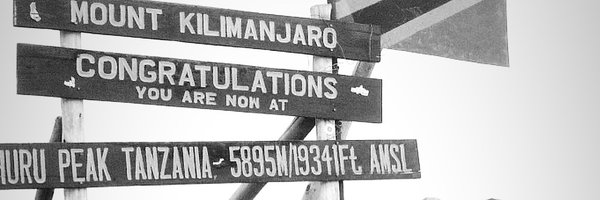 MOUNT KILIMANJARO
CONGRATULATIONS
YOU ARE NOW AT
HURU PEAK TANZANIA 5895M/19341Ft. AMSL